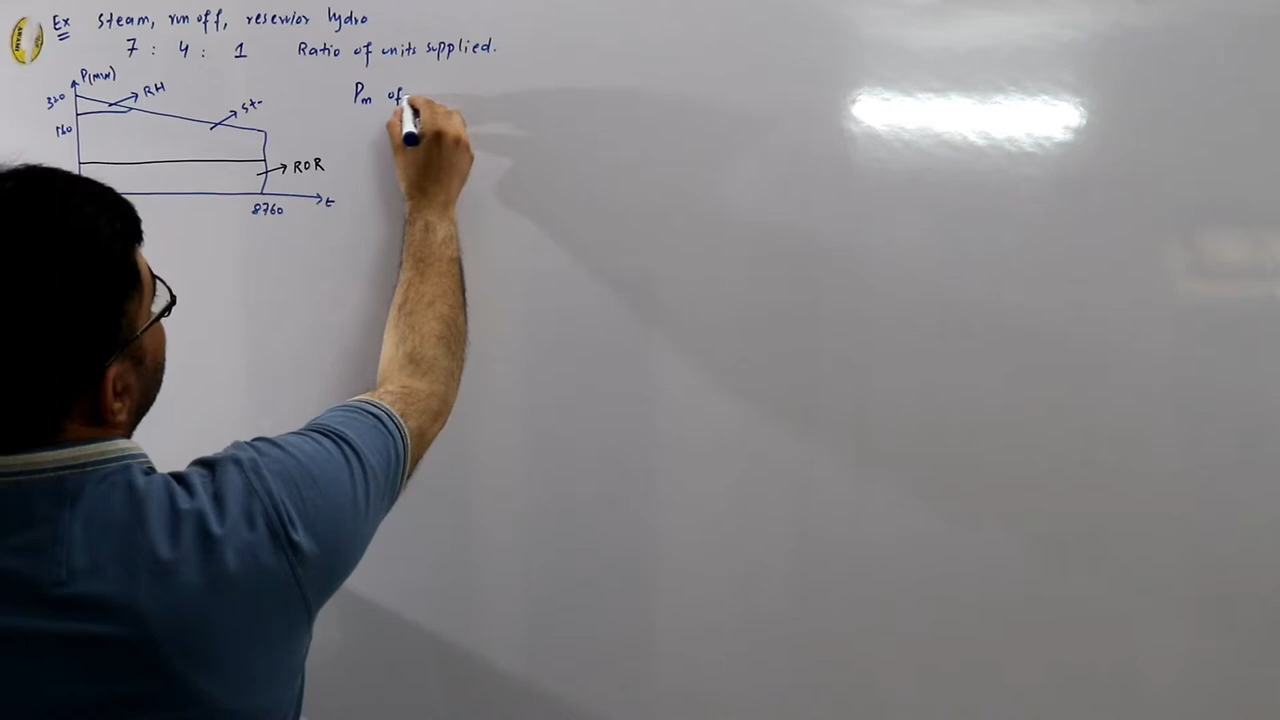 Ex Steam, run off, reservior hydro
7 : 4 : 1 Ratio of units supplied.
P(MW)
320
RH
St-
160
ROR
8760
t
Pm of